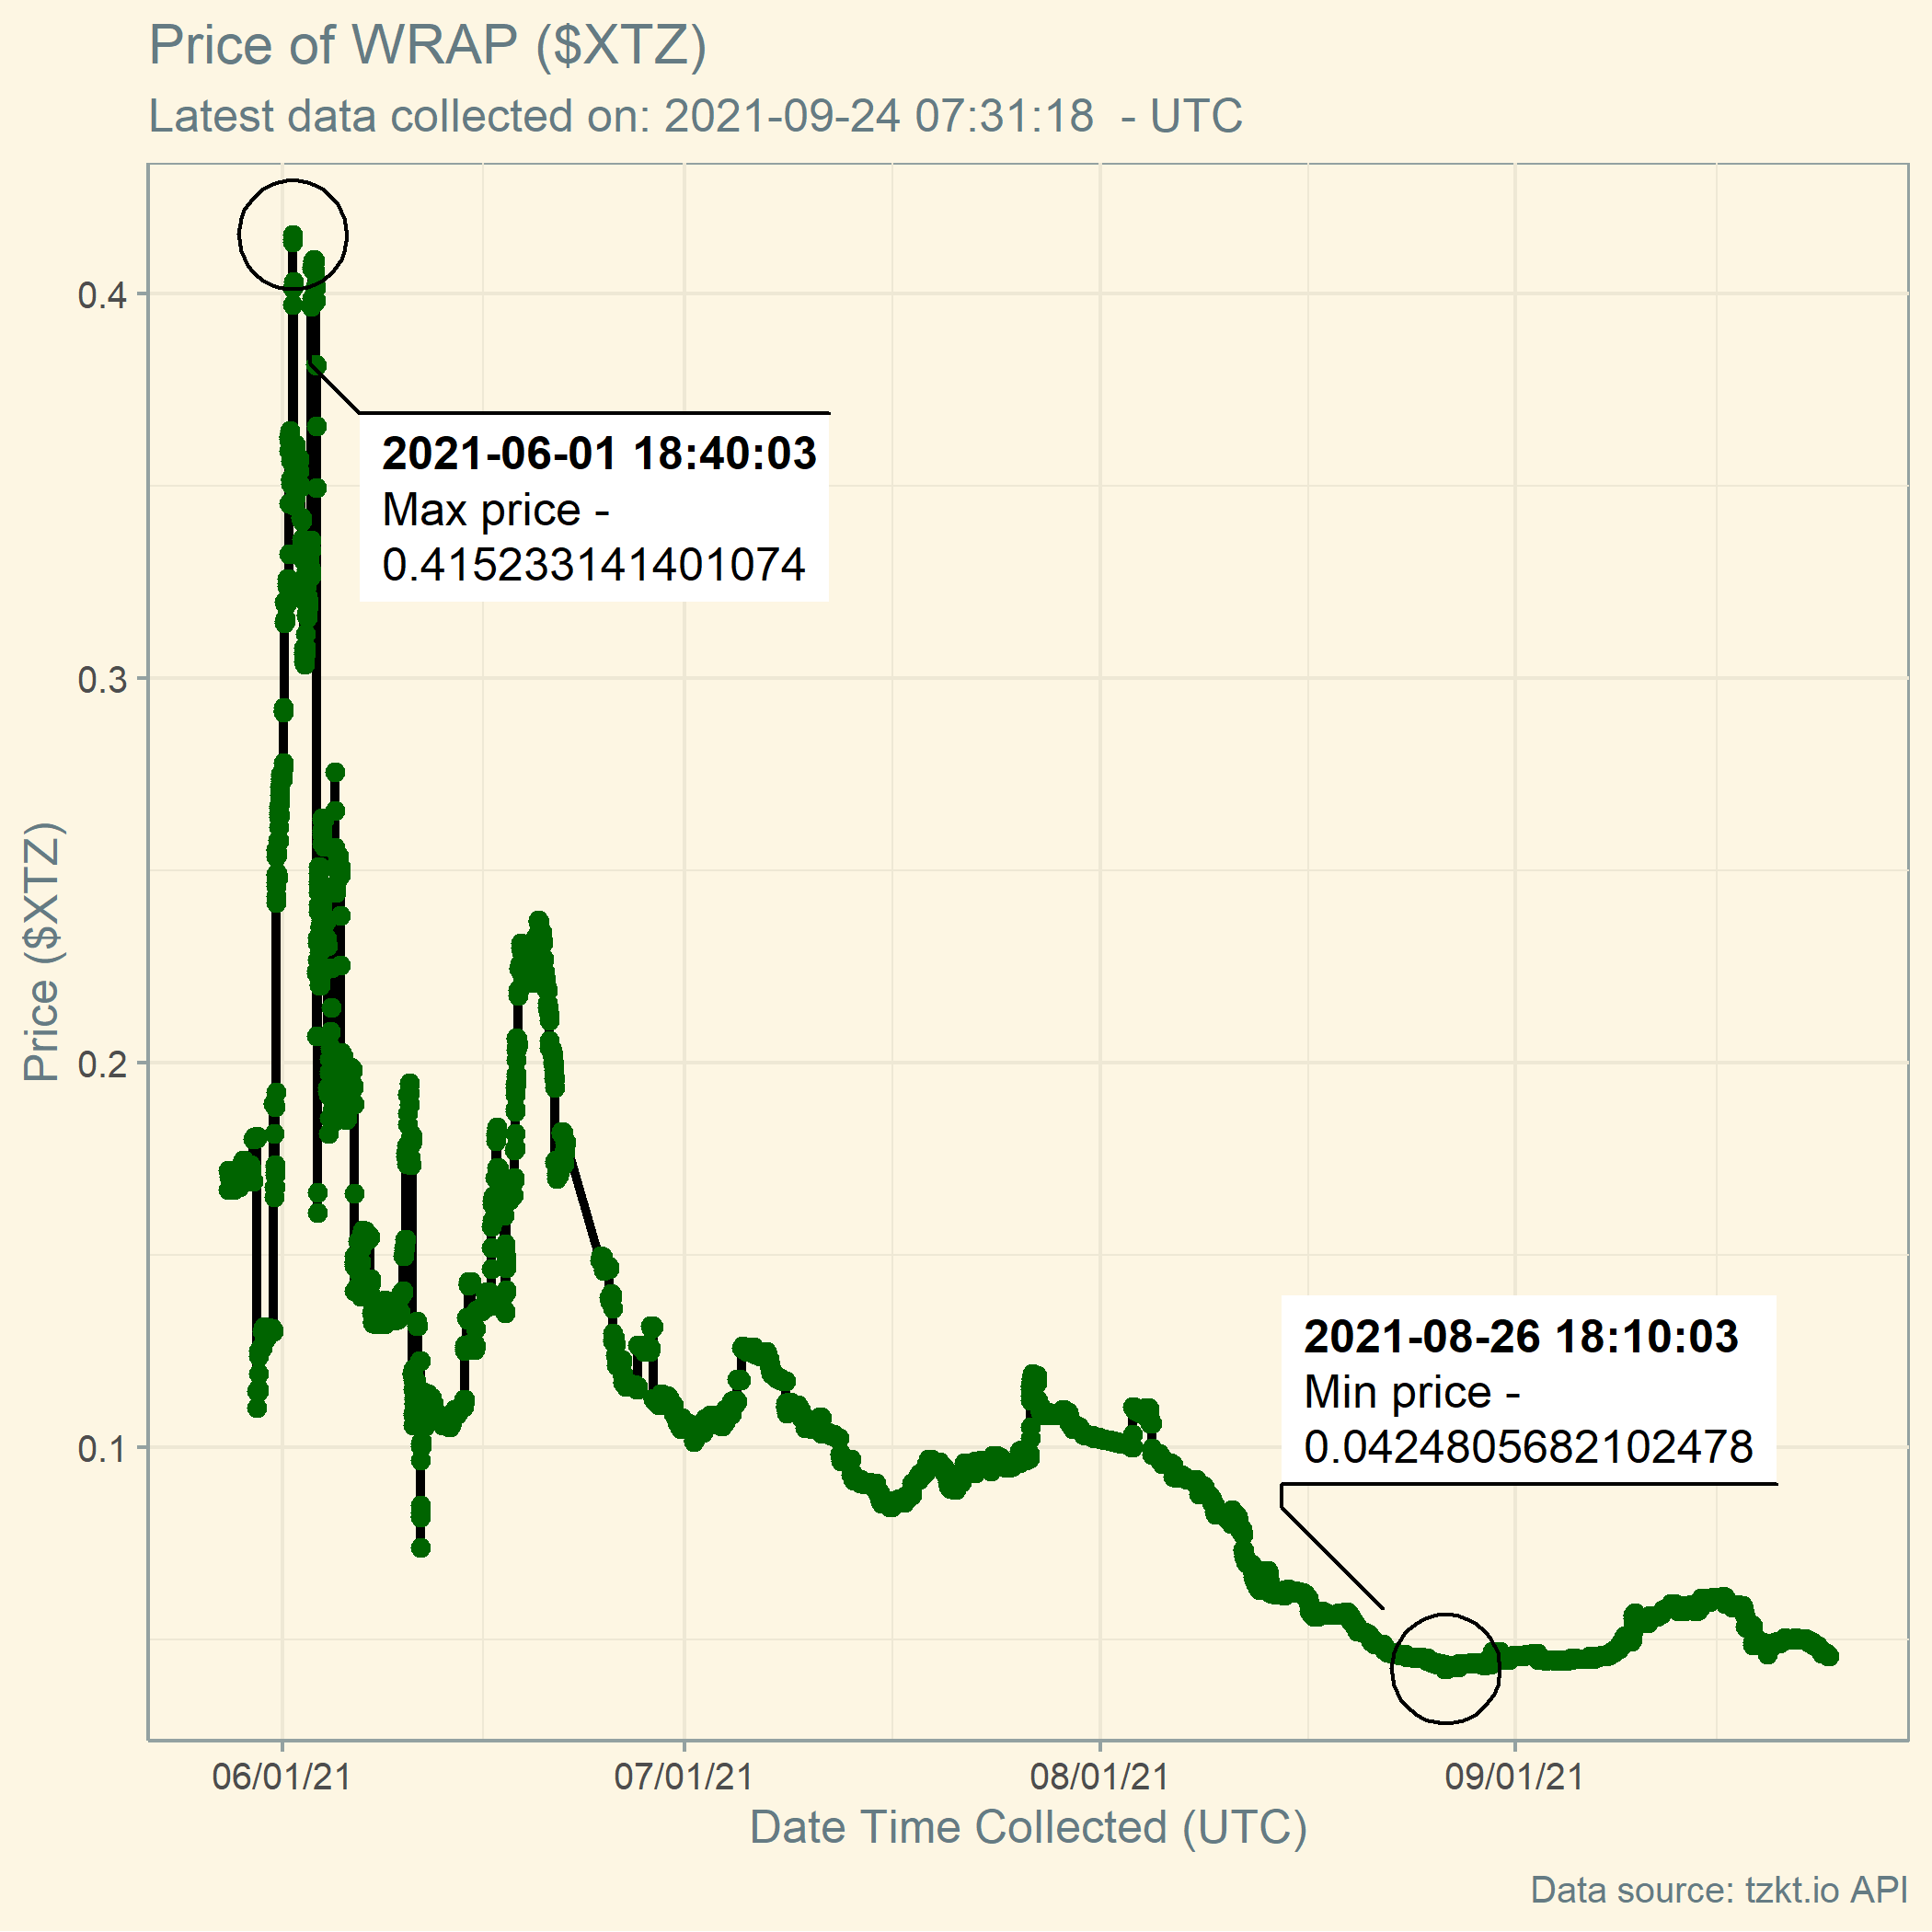 Price of WRAP ($XTZ)
Latest data collected on: 2021-09-24 07:31:18  - UTC
0.4
2021-06-01 18:40:03
Max price -
0.415233141401074
0.3
Price ($XTZ)
0.2
2021-08-26 18:10:03
Min price -
0.0424805682102478
0.1
06/01/21 07/01/21 08/01/21 09/01/21
Date Time Collected (UTC)
Data source: tzkt.io API